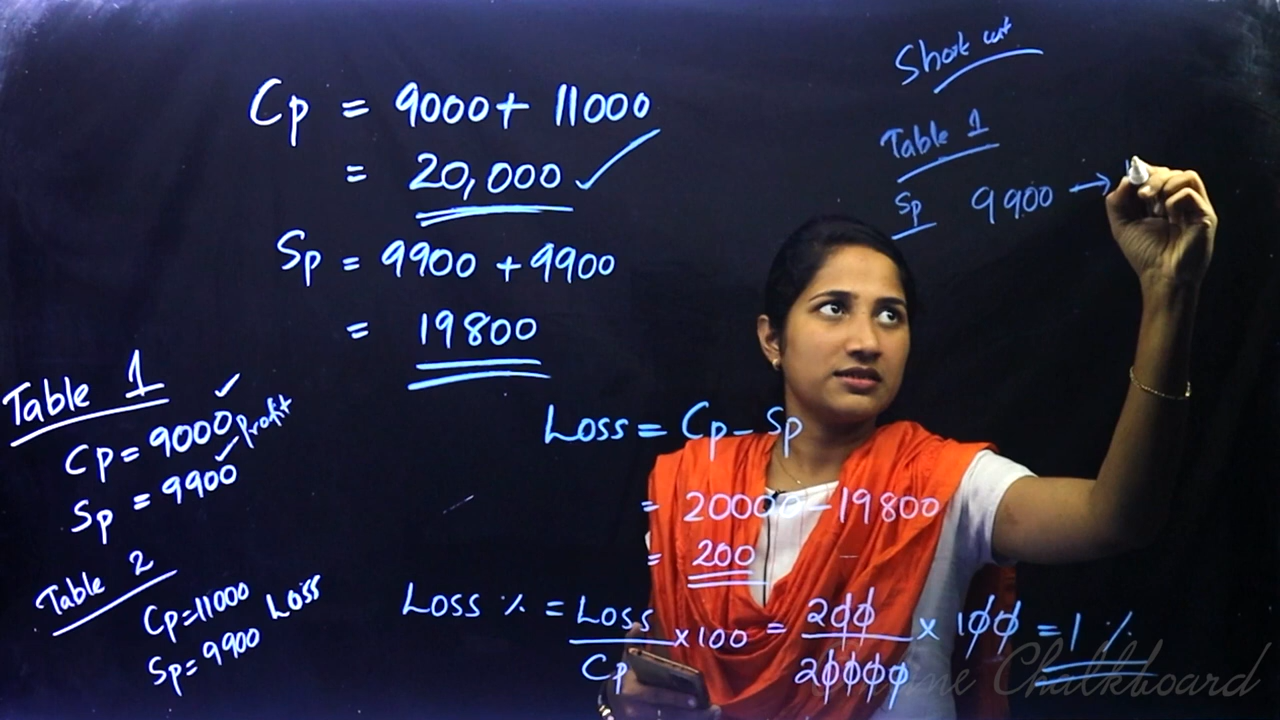 Cp = 9000 + 11000
= 20,000 ✓
Sp = 9900 + 9900
= 19800
Table 1
Cp = 9000 ✓ profit
Sp = 9900 ✓
Table 2
Cp=11000
Sp=9900 Loss
Loss = Cp - Sp
= 20000 - 19800
= 200
Loss % = Loss/Cp × 100 = 200/20000 × 100 = 1 %
Short cut
Table 1
Sp 9900 →
Online Chalkboard